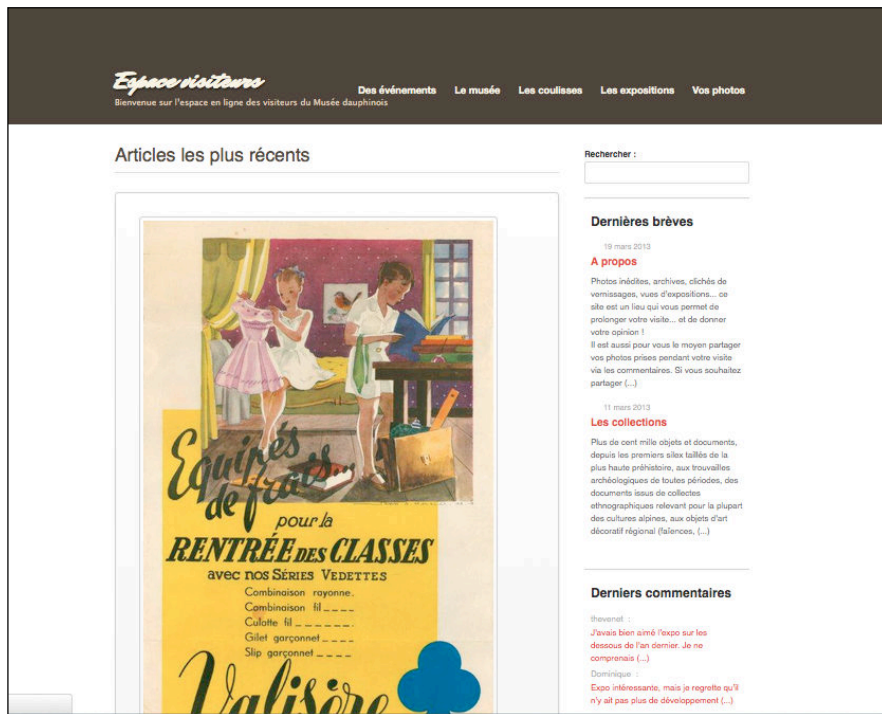 Espace visiteurs
Bienvenue sur l'espace en ligne des visiteurs du Musée dauphinois
Des événements Le musée Les coulisses Les expositions Vos photos
Articles les plus récents
Equipés
de frais...
pour la
RENTRÉE DES CLASSES
avec nos SÉRIES VEDETTES
Combinaison rayonne.
Combinaison fil ____
Culotte fil _______.
Gilet garçonnet ____
Slip garçonnet ____
Valisère
Rechercher :
Dernières brèves
19 mars 2013
A propos
Photos inédites, archives, clichés de
vernissages, vues d'expositions... ce
site est un lieu qui vous permet de
prolonger votre visite... et de donner
votre opinion !
Il est aussi pour vous le moyen partager
vos photos prises pendant votre visite
via les commentaires. Si vous souhaitez
partager (...)
11 mars 2013
Les collections
Plus de cent mille objets et documents,
depuis les premiers silex taillés de la
plus haute préhistoire, aux trouvailles
archéologiques de toutes périodes, des
documents issus de collectes
ethnographiques relevant pour la plupart
des cultures alpines, aux objets d'art
décoratif régional (faïences, (...)
Derniers commentaires
thevenet :
J'avais bien aimé l'expo sur les
dessous de l'an dernier. Je ne
comprenais (...)
Dominique :
Expo intéressante, mais je regrette qu'il
n'y ait pas plus de développement (...)